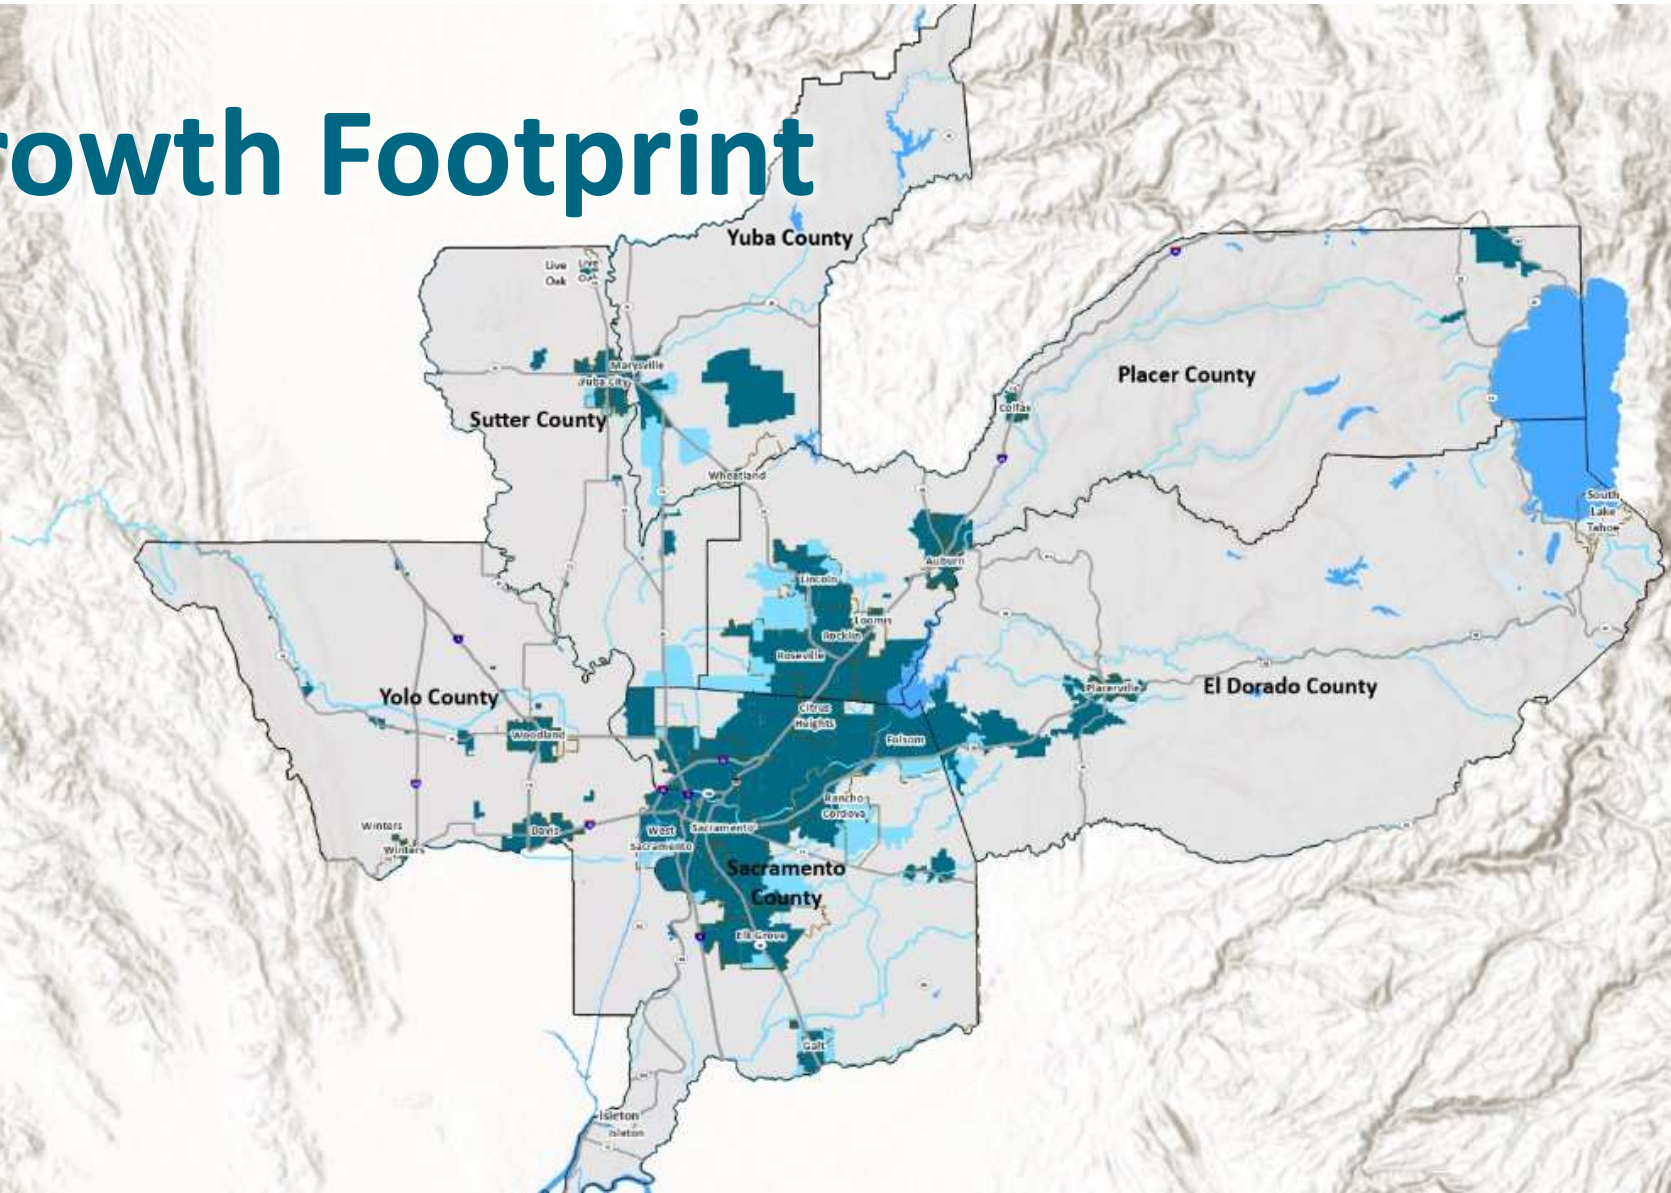 rowth Footprint
Yuba County
Live
Oak
Live
Oak
Marysville
Yuba City
Sutter County
Wheatland
Placer County
Colfax
South
Lake
Tahoe
Auburn
Lincoln
Loomis
Rocklin
Roseville
Yolo County
El Dorado County
Placerville
Citrus
Heights
Woodland
Folsom
Rancho
Cordova
Winters
Winters
Davis
West
Sacramento
Sacramento
Sacramento
County
Elk Grove
Galt
Isleton
Isleton